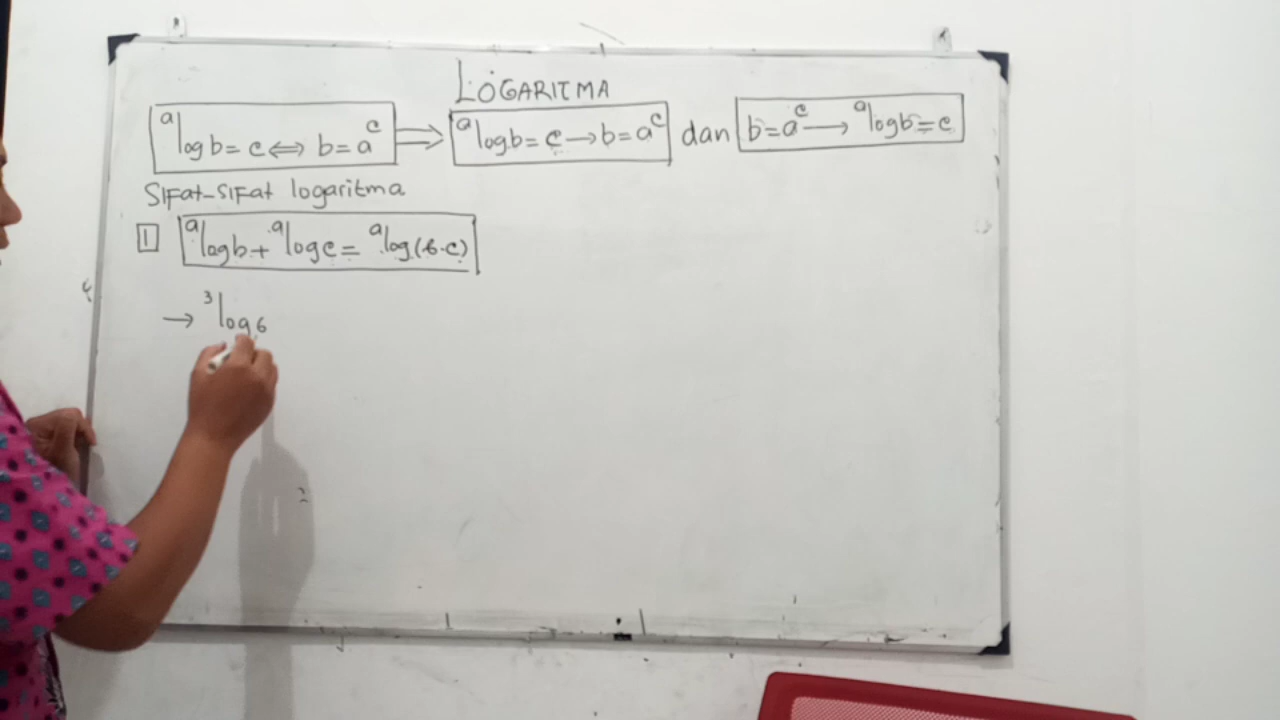 LOGARITMA
ᵃlog b = c ⇔ b = aᶜ ⇒ ᵃlog b = c → b = aᶜ dan b = aᶜ → ᵃlog b = c
Sifat-sifat logaritma
1 ᵃlog b + ᵃlog c = ᵃlog (b·c)
→ ³log 6